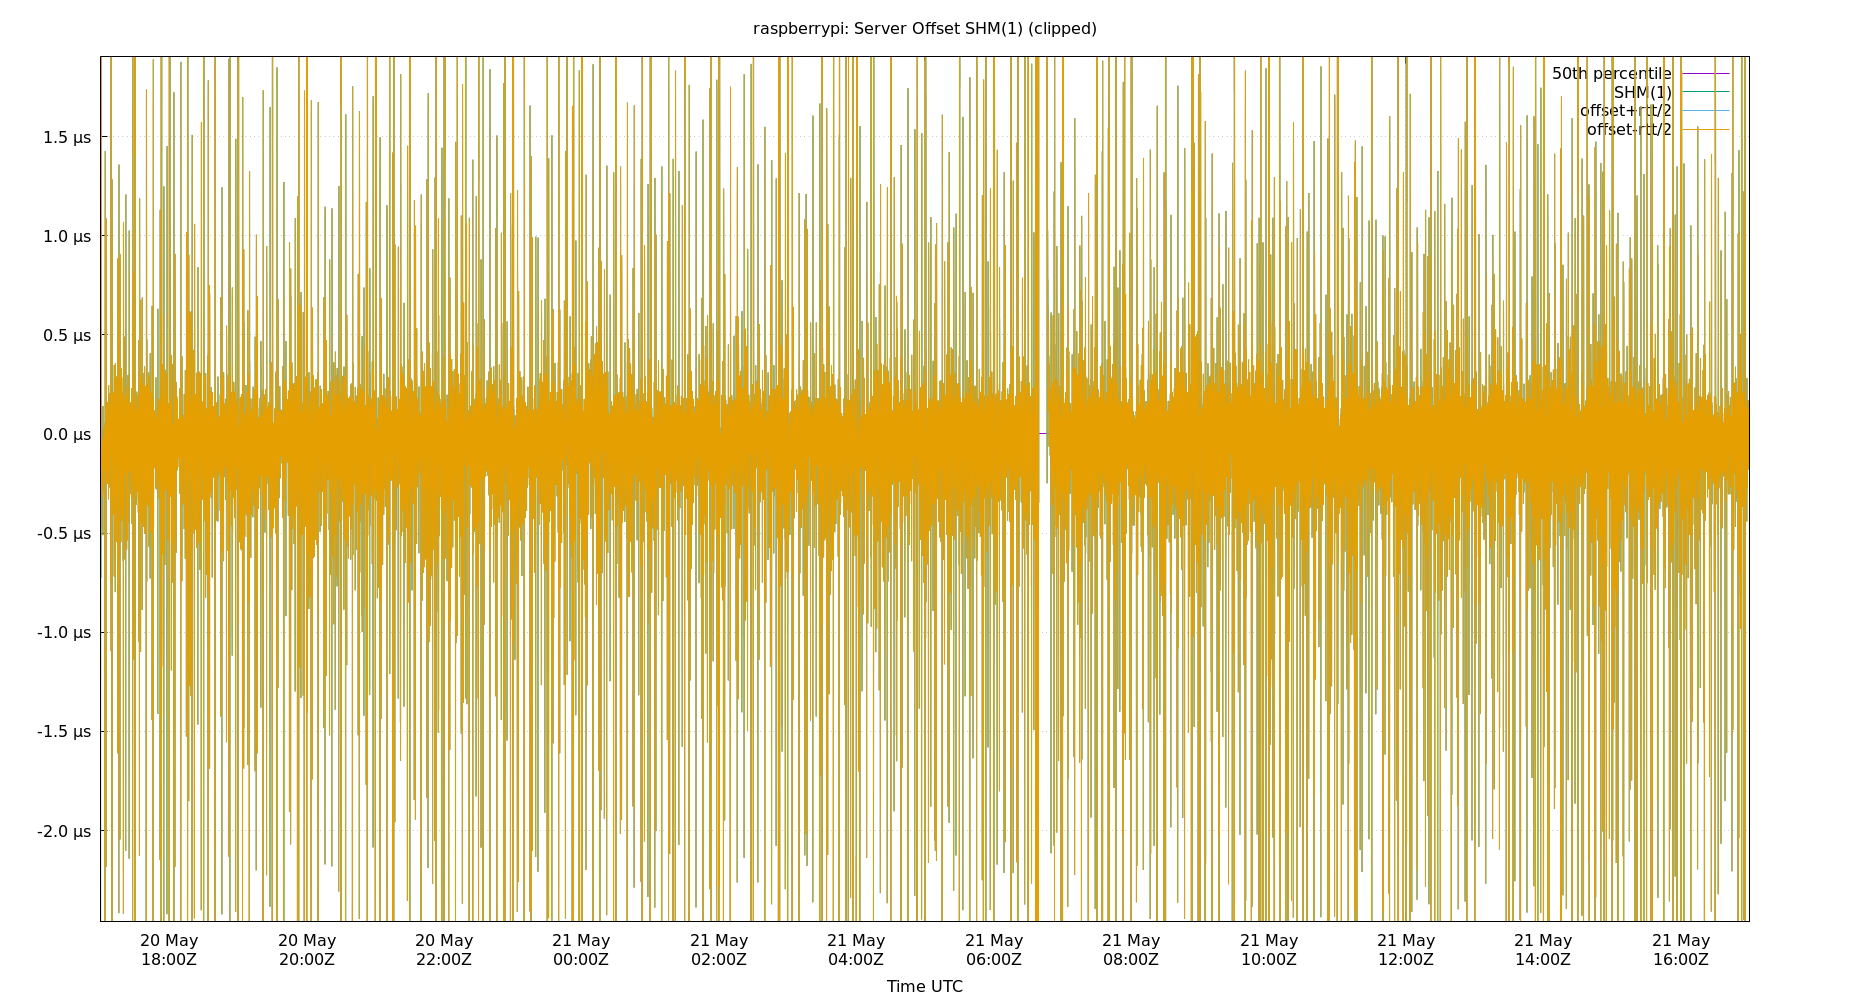 raspberrypi: Server Offset SHM(1) (clipped)
50th percentile
SHM(1)
offset+rtt/2
offset-rtt/2
1.5 µs
1.0 µs
0.5 µs
0.0 µs
-0.5 µs
-1.0 µs
-1.5 µs
-2.0 µs
20 May 20 May 20 May 21 May 21 May 21 May 21 May 21 May 21 May 21 May 21 May 21 May
18:00Z 20:00Z 22:00Z 00:00Z 02:00Z 04:00Z 06:00Z 08:00Z 10:00Z 12:00Z 14:00Z 16:00Z
Time UTC